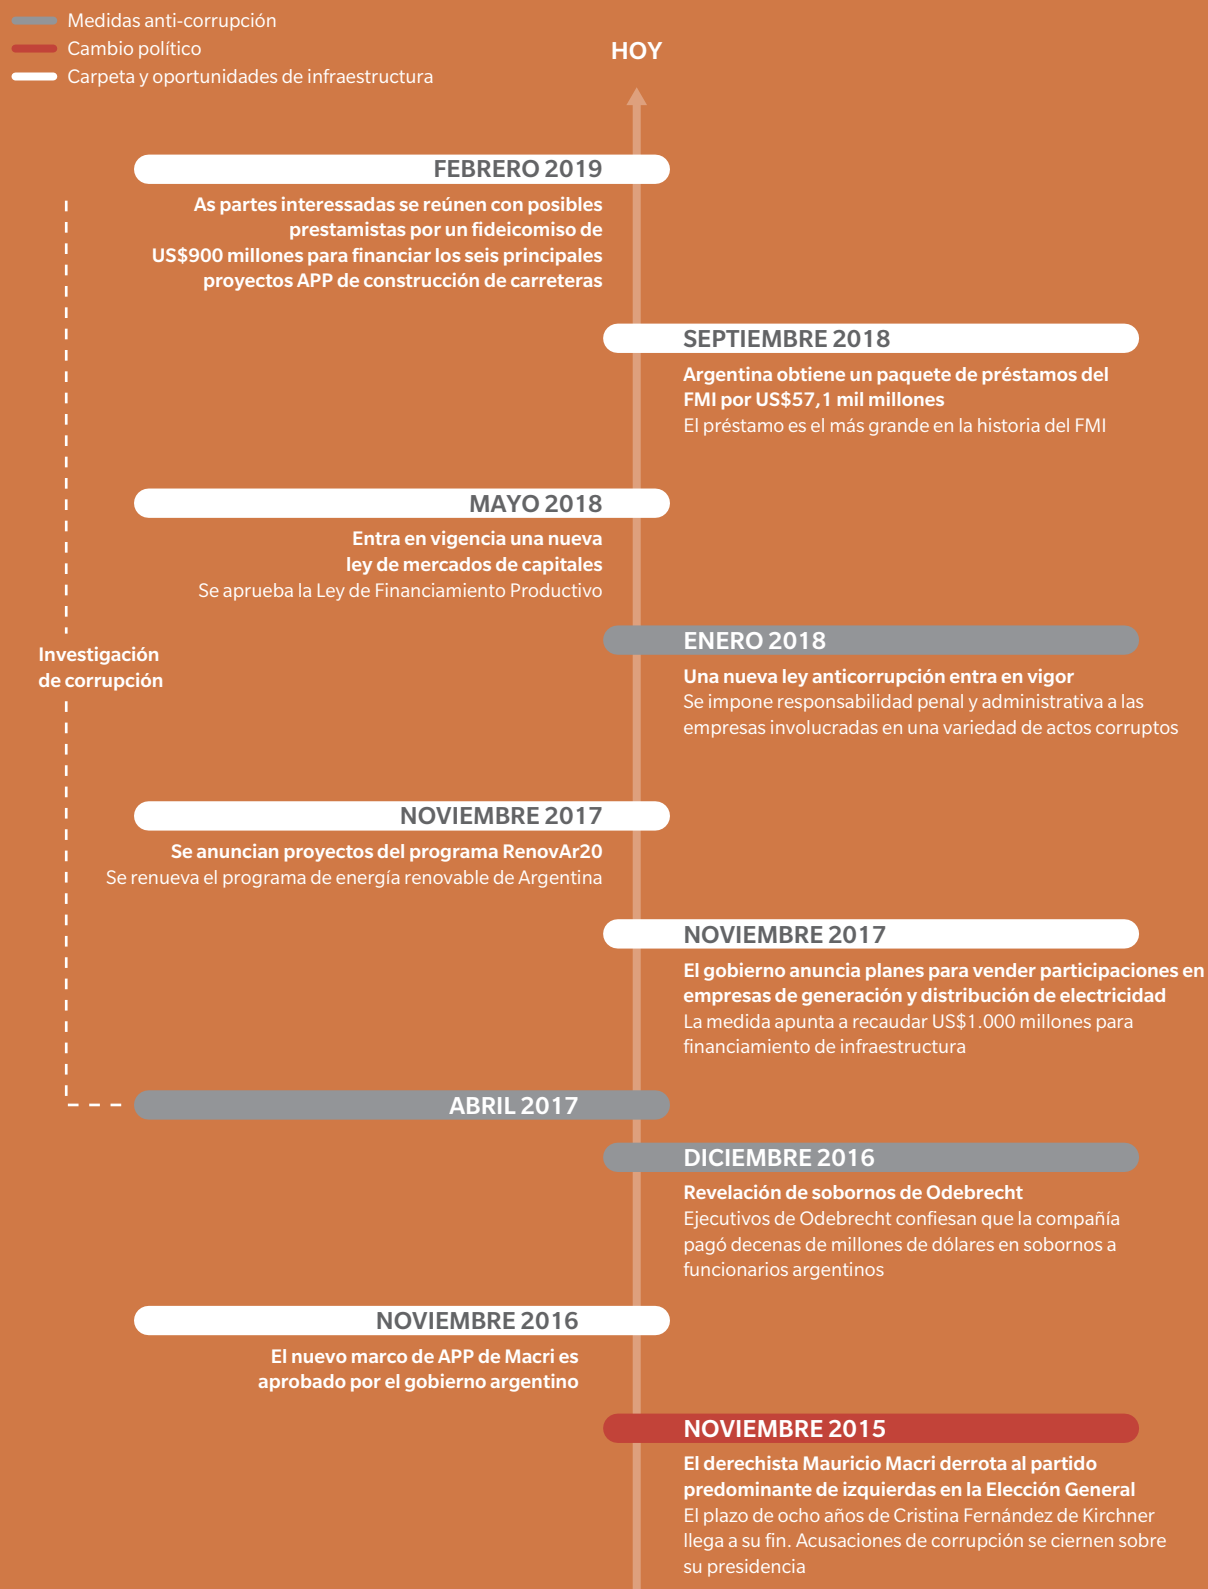 Medidas anti-corrupción
Cambio político
Carpeta y oportunidades de infraestructura
HOY
FEBRERO 2019
As partes interessadas se reúnen con posibles
prestamistas por un fideicomiso de
US$900 millones para financiar los seis principales
proyectos APP de construcción de carreteras
SEPTIEMBRE 2018
Argentina obtiene un paquete de préstamos del
FMI por US$57,1 mil millones
El préstamo es el más grande en la historia del FMI
MAYO 2018
Entra en vigencia una nueva
ley de mercados de capitales
Se aprueba la Ley de Financiamiento Productivo
Investigación
de corrupción
ENERO 2018
Una nueva ley anticorrupción entra en vigor
Se impone responsabilidad penal y administrativa a las
empresas involucradas en una variedad de actos corruptos
NOVIEMBRE 2017
Se anuncian proyectos del programa RenovAr20
Se renueva el programa de energía renovable de Argentina
NOVIEMBRE 2017
El gobierno anuncia planes para vender participaciones en
empresas de generación y distribución de electricidad
La medida apunta a recaudar US$1.000 millones para
financiamiento de infraestructura
ABRIL 2017
DICIEMBRE 2016
Revelación de sobornos de Odebrecht
Ejecutivos de Odebrecht confiesan que la compañía
pagó decenas de millones de dólares en sobornos a
funcionarios argentinos
NOVIEMBRE 2016
El nuevo marco de APP de Macri es
aprobado por el gobierno argentino
NOVIEMBRE 2015
El derechista Mauricio Macri derrota al partido
predominante de izquierdas en la Elección General
El plazo de ocho años de Cristina Fernández de Kirchner
llega a su fin. Acusaciones de corrupción se ciernen sobre
su presidencia